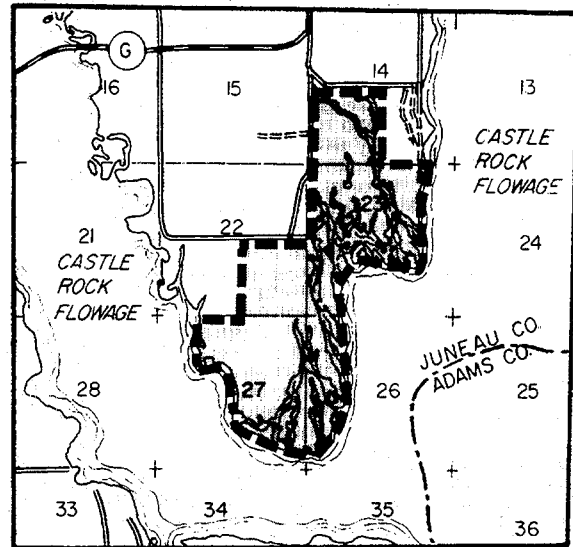 G
16
15
14
13
CASTLE
ROCK
FLOWAGE
22
23
21
24
CASTLE
ROCK
FLOWAGE
JUNEAU CO.
ADAMS CO.
28
27
26
25
33
34
35
36